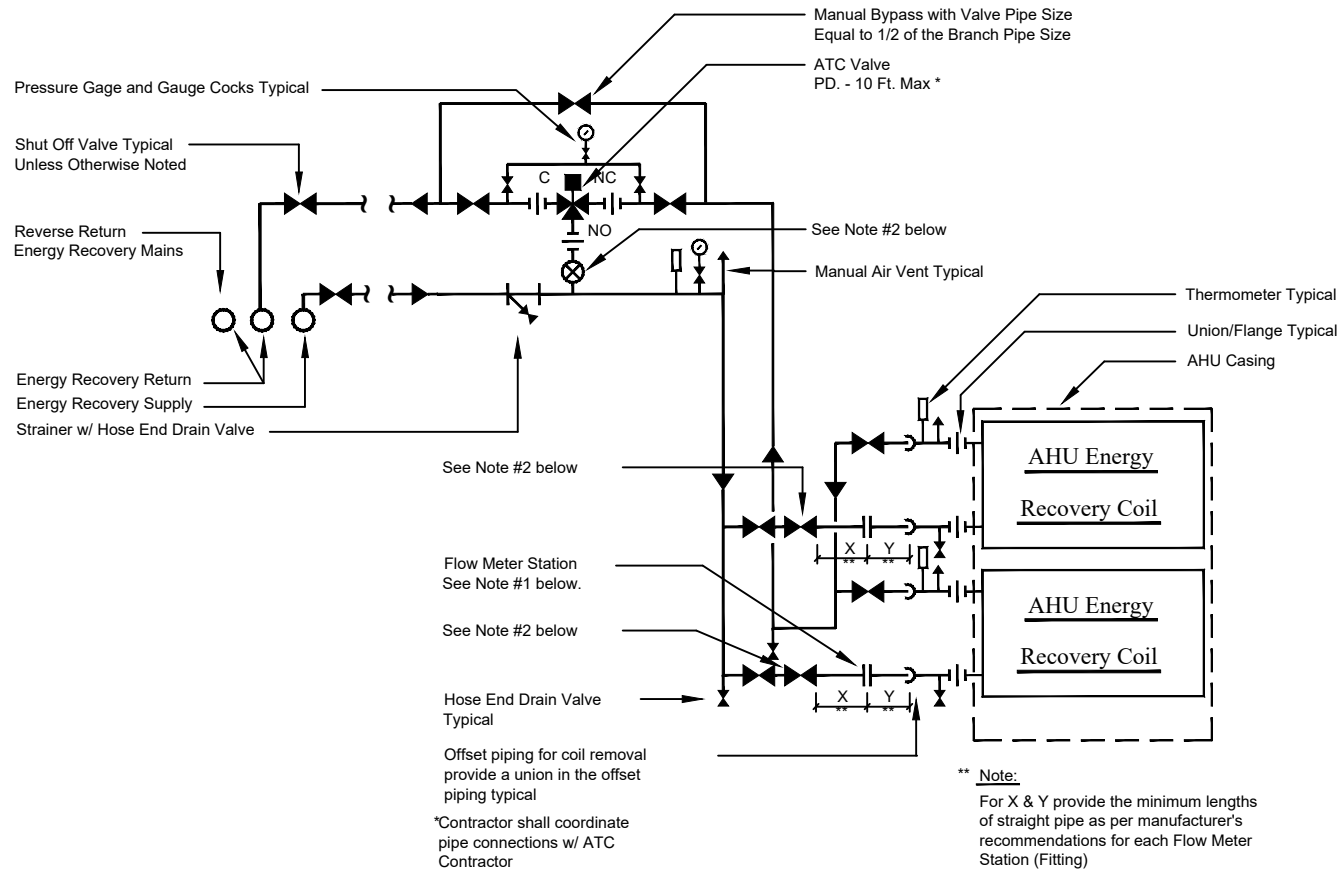 Manual Bypass with Valve Pipe Size
Equal to 1/2 of the Branch Pipe Size
ATC Valve
PD. - 10 Ft. Max *
Pressure Gage and Gauge Cocks Typical
Shut Off Valve Typical
Unless Otherwise Noted
C
NC
NO
Reverse Return
Energy Recovery Mains
See Note #2 below
Manual Air Vent Typical
Thermometer Typical
Union/Flange Typical
AHU Casing
Energy Recovery Return
Energy Recovery Supply
Strainer w/ Hose End Drain Valve
See Note #2 below
AHU Energy
Recovery Coil
X
**
Y
**
Flow Meter Station
See Note #1 below.
See Note #2 below
AHU Energy
Recovery Coil
X
**
Y
**
Hose End Drain Valve
Typical
Offset piping for coil removal
provide a union in the offset
piping typical
*Contractor shall coordinate
pipe connections w/ ATC
Contractor
** Note:
For X & Y provide the minimum lengths
of straight pipe as per manufacturer's
recommendations for each Flow Meter
Station (Fitting)